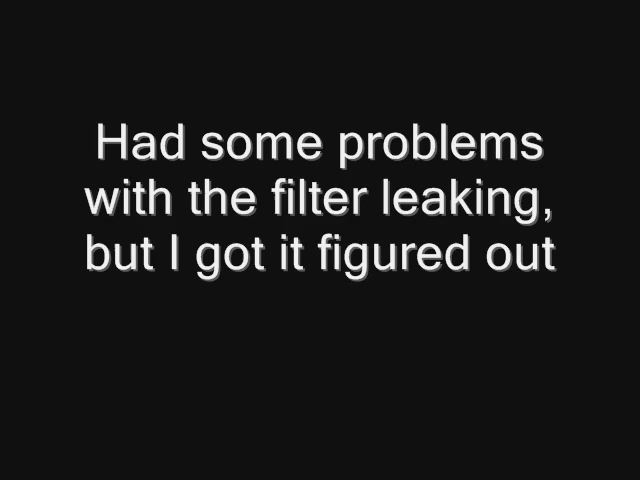 Had some problems
with the filter leaking,
but I got it figured out